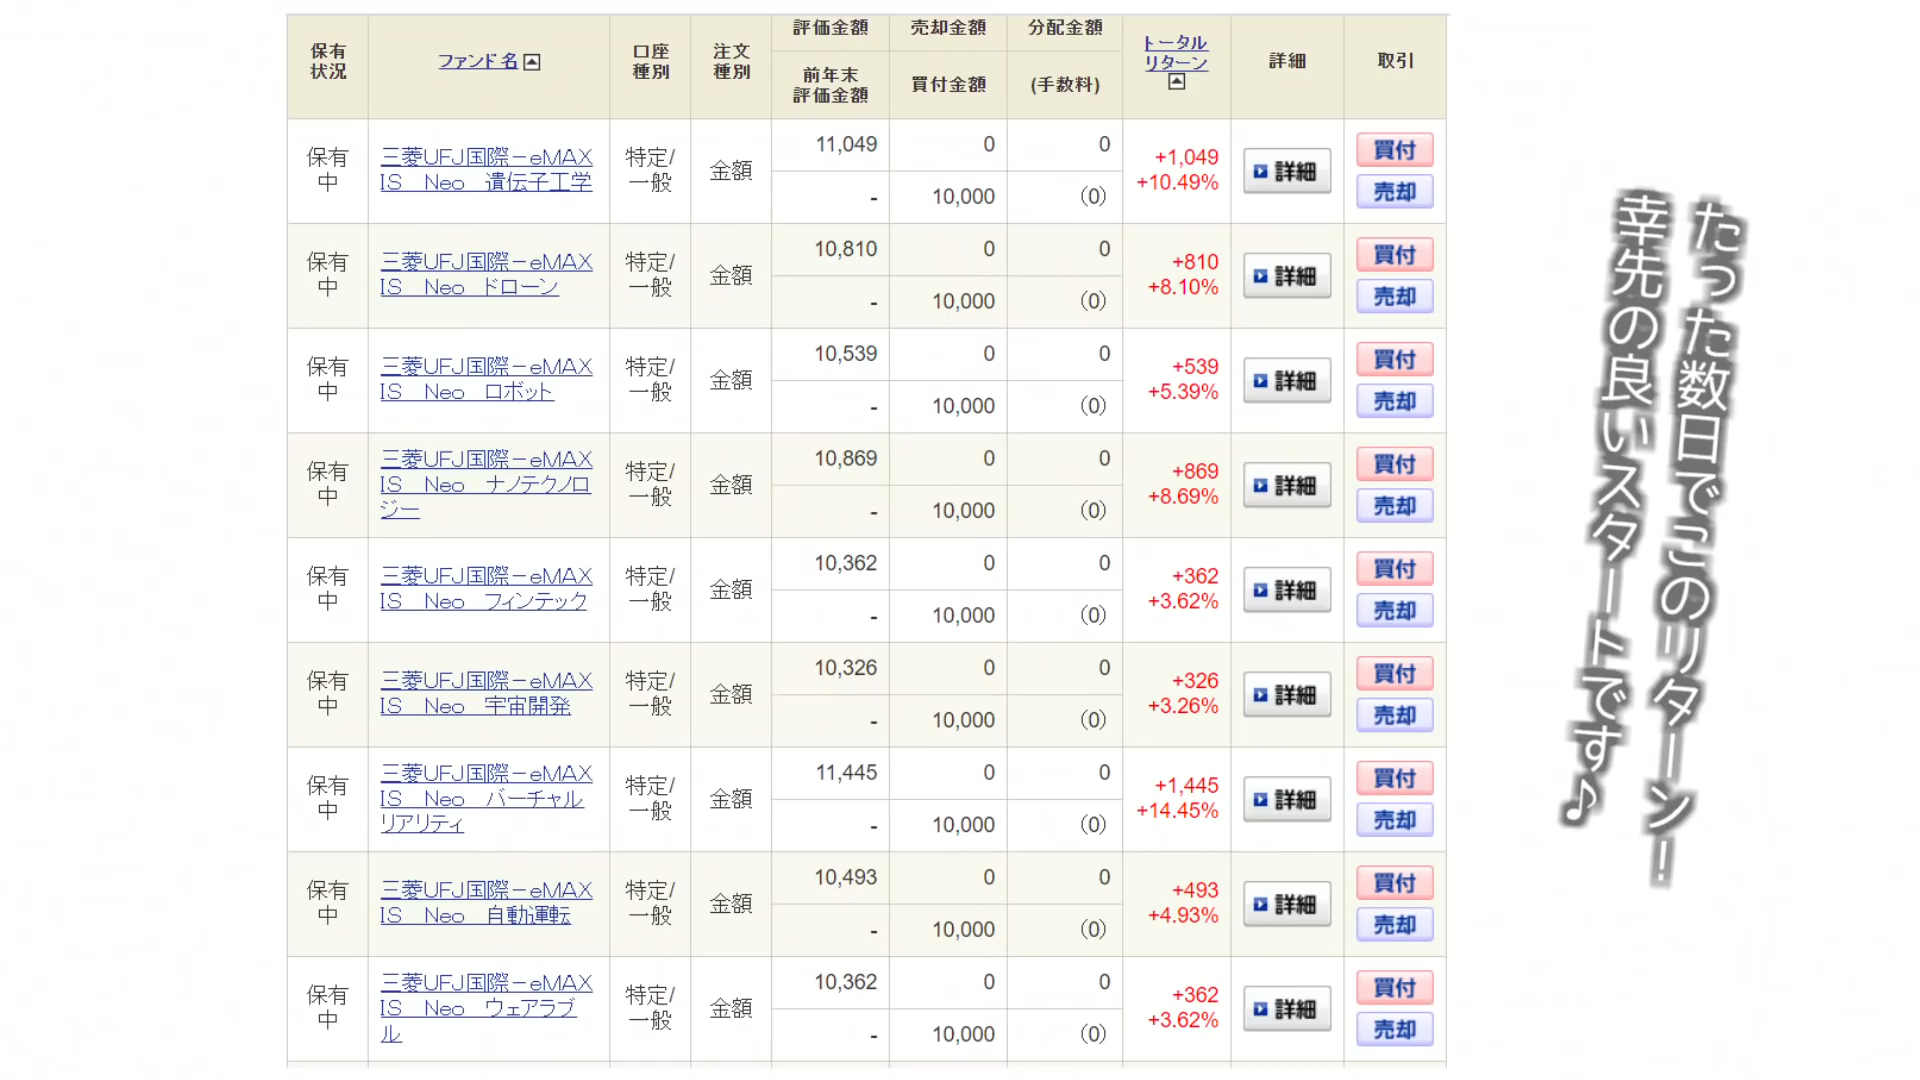 保有
状況
ファンド名
口座
種別
注文
種別
評価金額
前年末
評価金額
売却金額
買付金額
分配金額
(手数料)
トータル
リターン
詳細
取引
保有
中
三菱UFJ国際－eMAX
IS　Neo　遺伝子工学
特定/
一般
金額
11,049
-
0
10,000
0
(0)
+1,049
+10.49%
詳細
買付
売却
保有
中
三菱UFJ国際－eMAX
IS　Neo　ドローン
特定/
一般
金額
10,810
-
0
10,000
0
(0)
+810
+8.10%
詳細
買付
売却
保有
中
三菱UFJ国際－eMAX
IS　Neo　ロボット
特定/
一般
金額
10,539
-
0
10,000
0
(0)
+539
+5.39%
詳細
買付
売却
保有
中
三菱UFJ国際－eMAX
IS　Neo　ナノテクノロ
ジー
特定/
一般
金額
10,869
-
0
10,000
0
(0)
+869
+8.69%
詳細
買付
売却
保有
中
三菱UFJ国際－eMAX
IS　Neo　フィンテック
特定/
一般
金額
10,362
-
0
10,000
0
(0)
+362
+3.62%
詳細
買付
売却
保有
中
三菱UFJ国際－eMAX
IS　Neo　宇宙開発
特定/
一般
金額
10,326
-
0
10,000
0
(0)
+326
+3.26%
詳細
買付
売却
保有
中
三菱UFJ国際－eMAX
IS　Neo　バーチャル
リアリティ
特定/
一般
金額
11,445
-
0
10,000
0
(0)
+1,445
+14.45%
詳細
買付
売却
保有
中
三菱UFJ国際－eMAX
IS　Neo　自動運転
特定/
一般
金額
10,493
-
0
10,000
0
(0)
+493
+4.93%
詳細
買付
売却
保有
中
三菱UFJ国際－eMAX
IS　Neo　ウェアラブ
ル
特定/
一般
金額
10,362
-
0
10,000
0
(0)
+362
+3.62%
詳細
買付
売却
たった数日でこのリターン!
幸先の良いスタートです♪